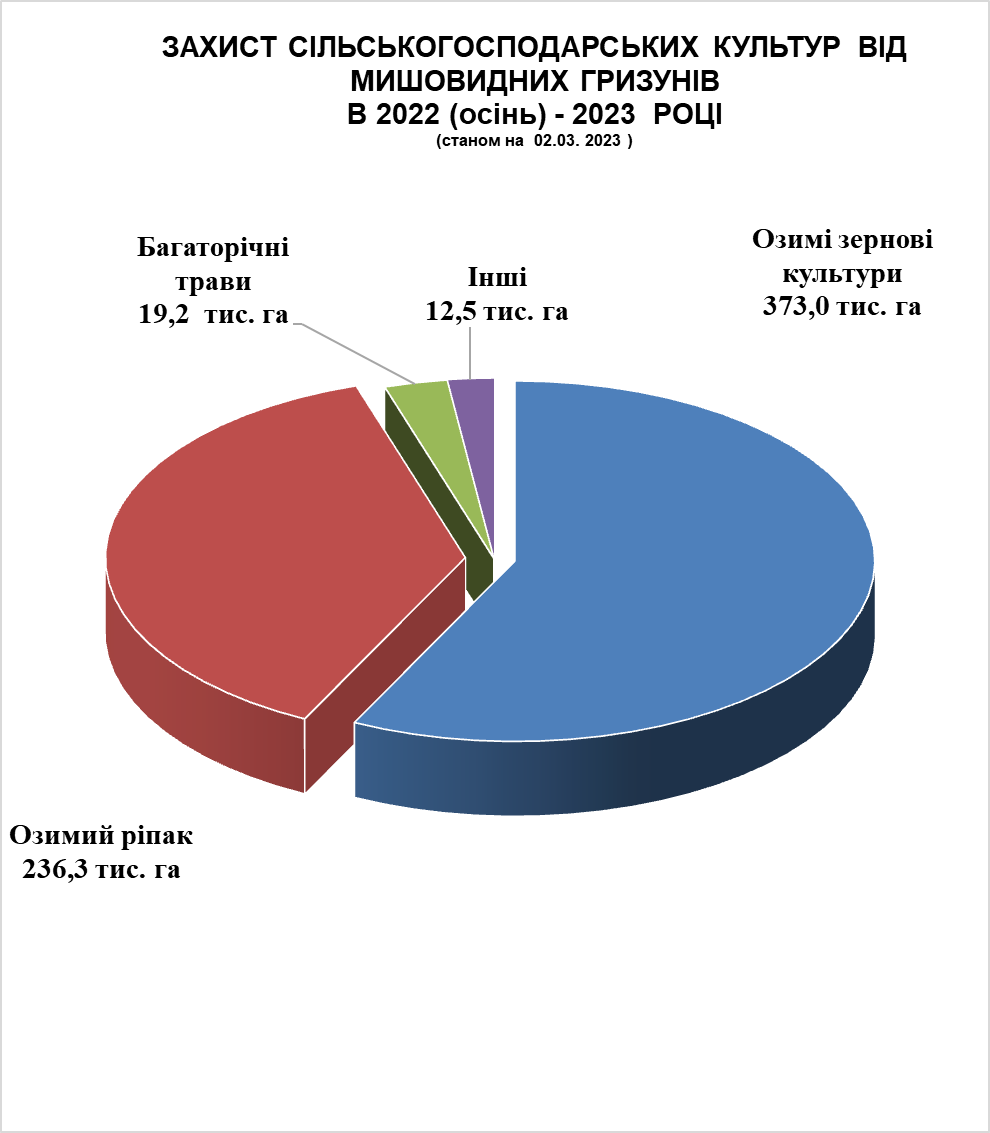 ЗАХИСТ СІЛЬСЬКОГОСПОДАРСЬКИХ КУЛЬТУР ВІД
МИШОВИДНИХ ГРИЗУНІВ
В 2022 (осінь) - 2023 РОЦІ
(станом на 02.03. 2023 )
Багаторічні
трави
19,2 тис. га
Інші
12,5 тис. га
Озимі зернові
культури
373,0 тис. га
Озимий ріпак
236,3 тис. га